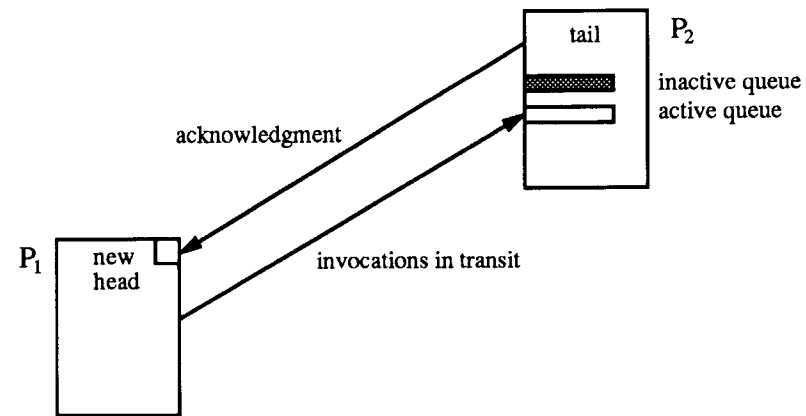 tail
P2
inactive queue
active queue
acknowledgment
P1
new
head
invocations in transit